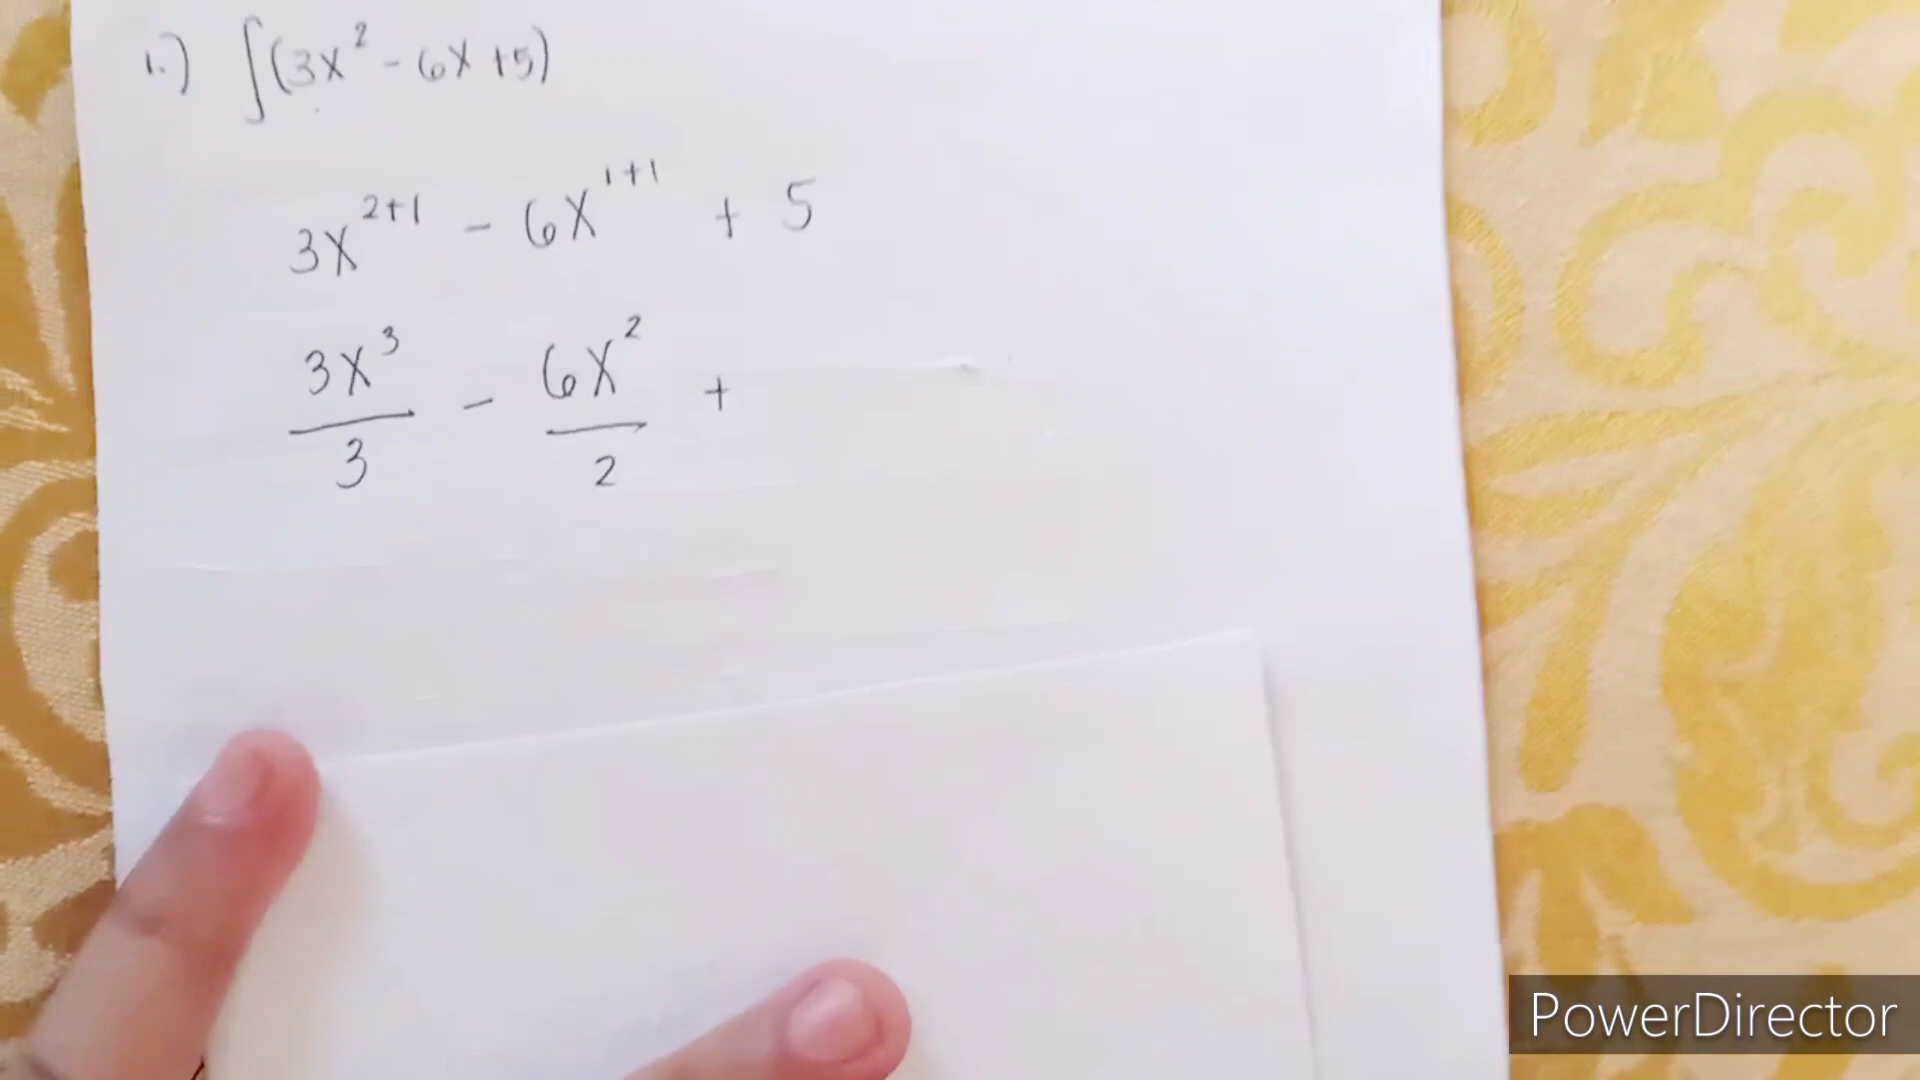 1.) ∫(3x² - 6x +5)
3x²⁺¹ - 6x¹⁺¹ + 5
3x³/3 - 6x²/2 +
PowerDirector